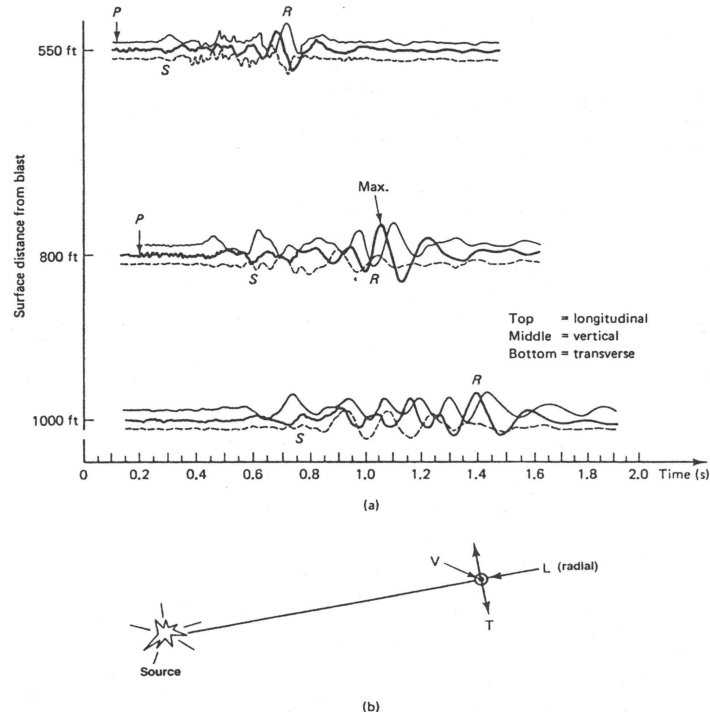 P
R
550 ft
S
Surface distance from blast
Max.
P
800 ft
S
R
Top = longitudinal
Middle = vertical
Bottom = transverse
R
1000 ft
S
0 0.2 0.4 0.6 0.8 1.0 1.2 1.4 1.6 1.8 2.0 Time (s)
(a)
V
L (radial)
T
Source
(b)